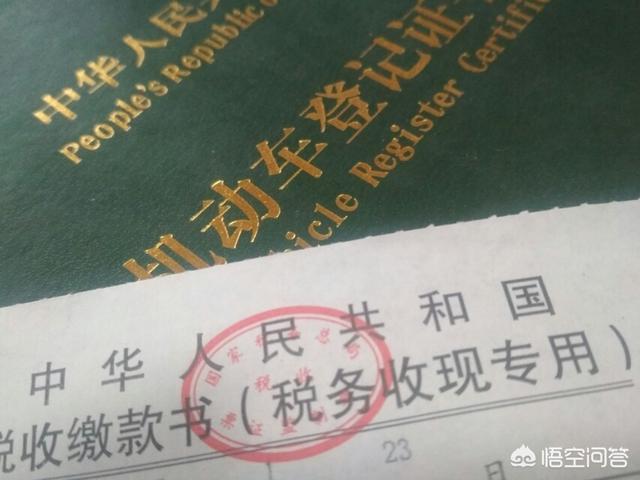 中华人民
People's Republic
机动车登记证
Vehicle Register Certific
中华人民共和国
税收缴款书（税务收现专用）
23
日
悟空问答